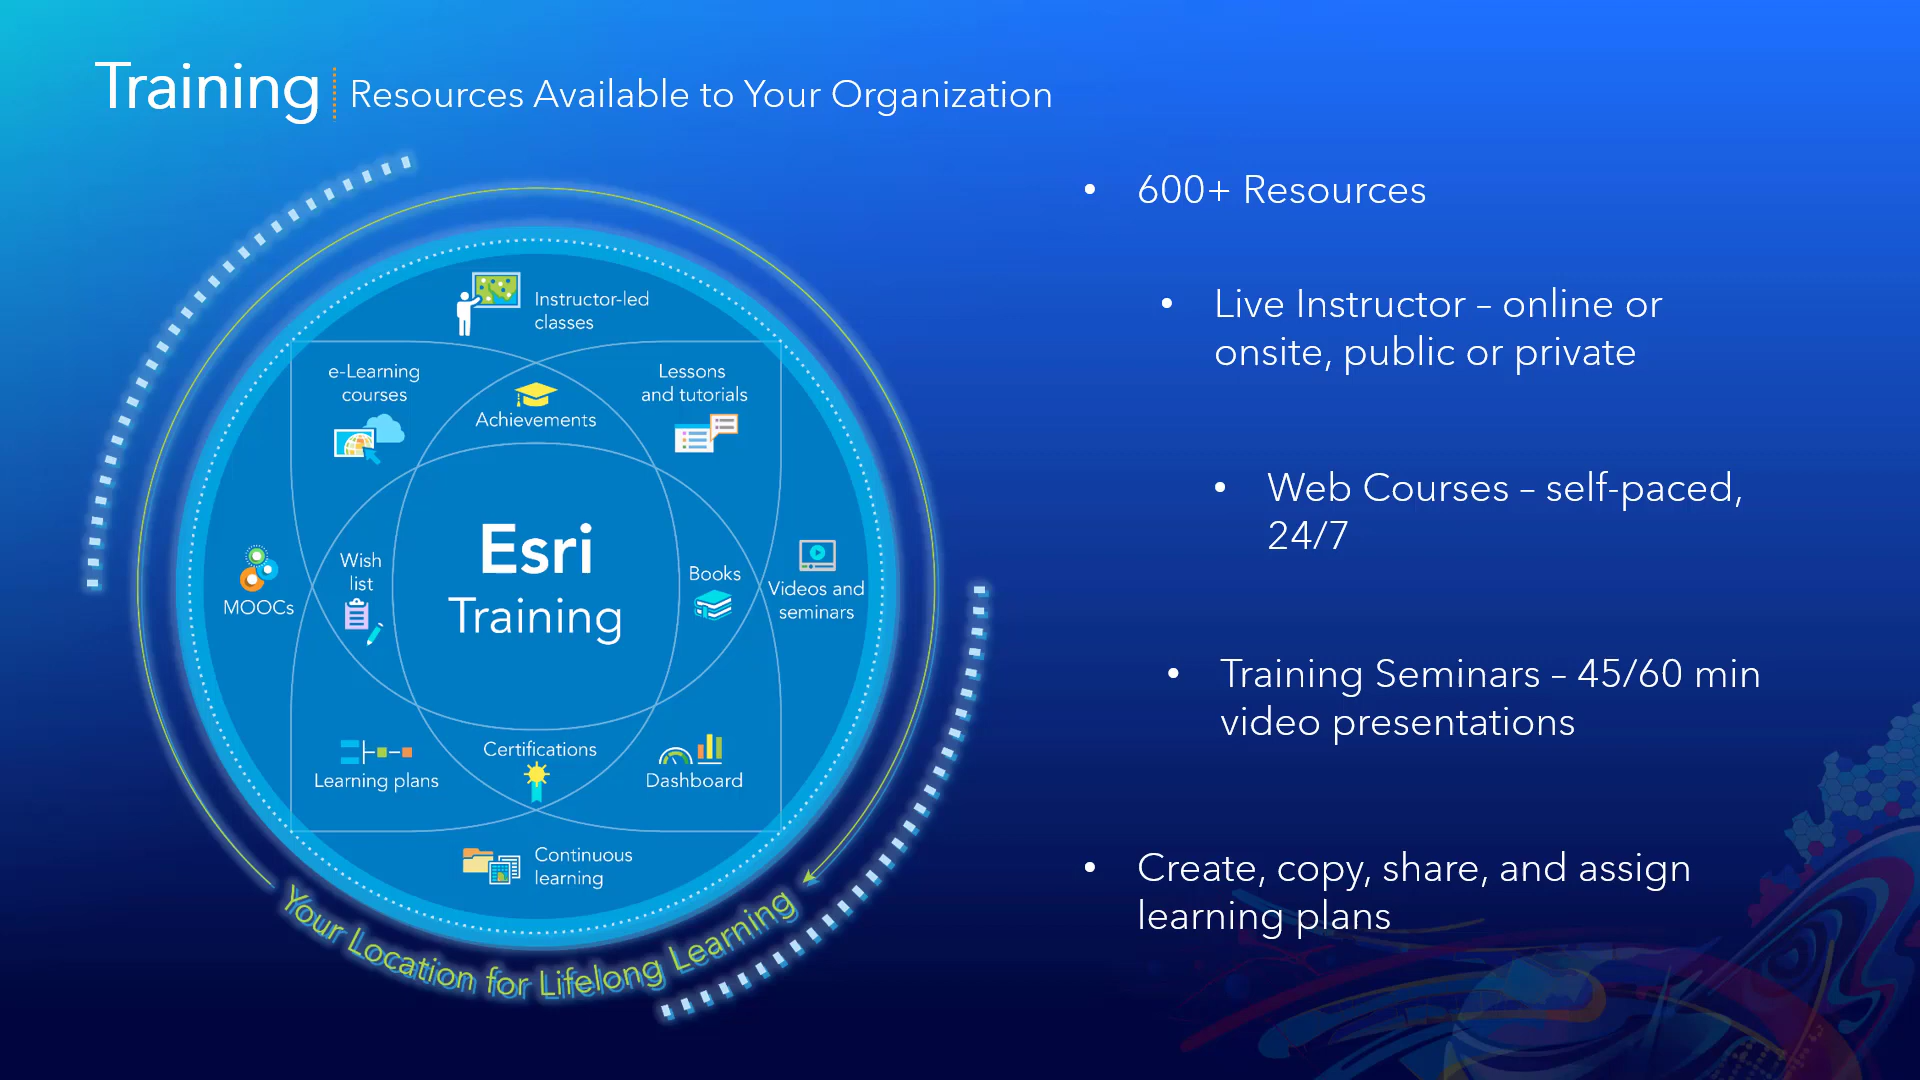 Training
Resources Available to Your Organization
Instructor-led
classes
e-Learning
courses
Achievements
Lessons
and tutorials
MOOCs
Wish
list
Esri
Training
Books
Videos and
seminars
Learning plans
Certifications
Dashboard
Continuous
learning
Your Location for Lifelong Learning
• 600+ Resources
• Live Instructor – online or
onsite, public or private
• Web Courses – self-paced,
24/7
• Training Seminars – 45/60 min
video presentations
• Create, copy, share, and assign
learning plans